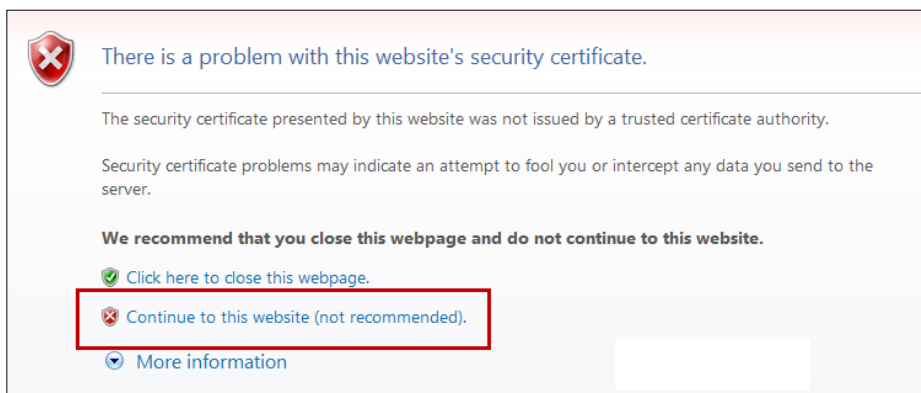 There is a problem with this website's security certificate.
The security certificate presented by this website was not issued by a trusted certificate authority.
Security certificate problems may indicate an attempt to fool you or intercept any data you send to the
server.
We recommend that you close this webpage and do not continue to this website.
Click here to close this webpage.
Continue to this website (not recommended).
More information